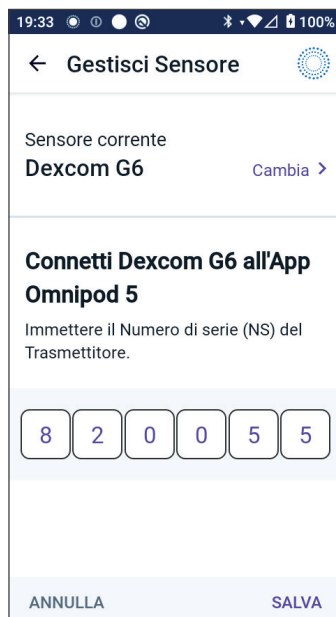 19:33 100%
Gestisci Sensore
Sensore corrente
Dexcom G6
Cambia
Connetti Dexcom G6 all'App
Omnipod 5
Immettere il Numero di serie (NS) del
Trasmettitore.
8 2 0 0 5 5
ANNULLA SALVA